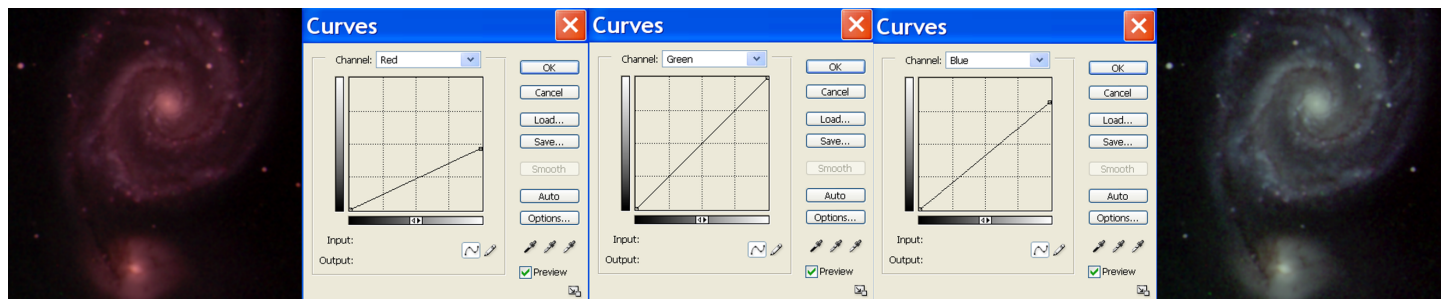 Curves
Channel: Red
OK
Cancel
Load...
Save...
Smooth
Auto
Options...
Input:
Output:
Preview
Curves
Channel: Green
OK
Cancel
Load...
Save...
Smooth
Auto
Options...
Input:
Output:
Preview
Curves
Channel: Blue
OK
Cancel
Load...
Save...
Smooth
Auto
Options...
Input:
Output:
Preview